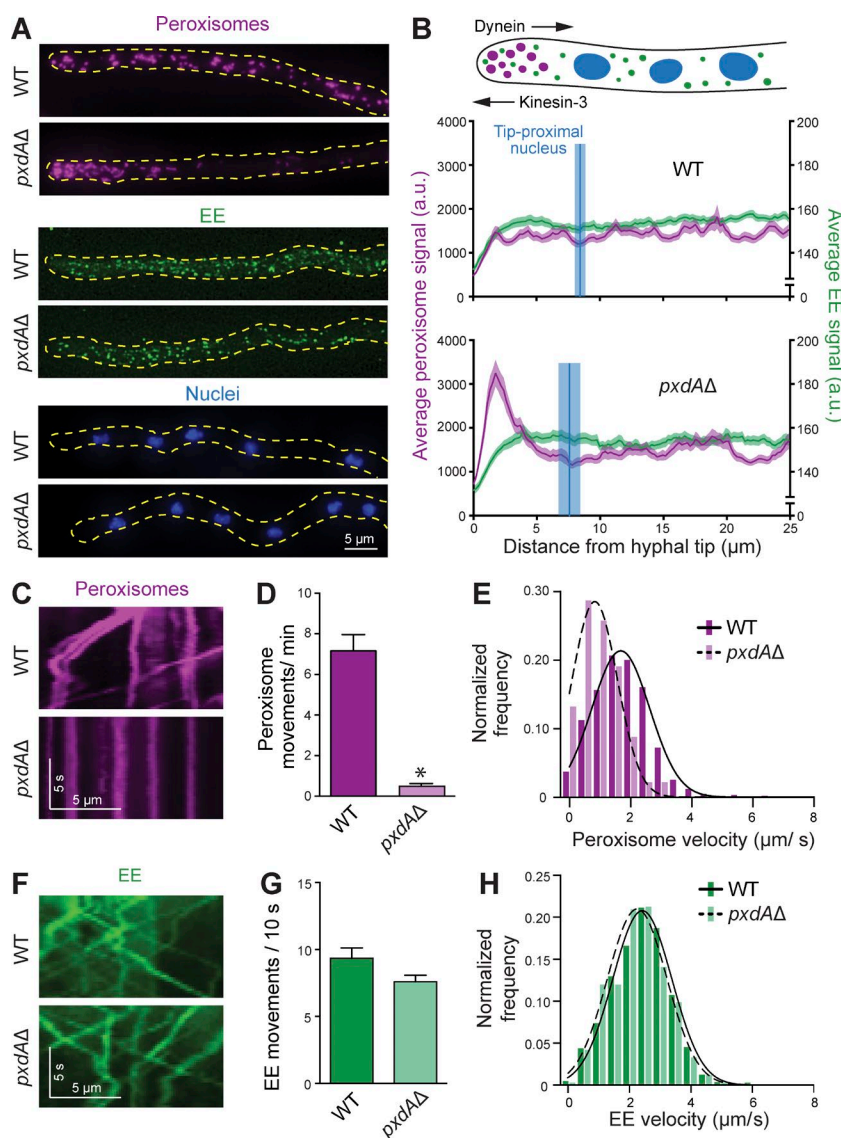 A
Peroxisomes
WT
pxdAΔ
EE
WT
pxdAΔ
Nuclei
WT
pxdAΔ
5 µm
B
Dynein
Kinesin-3
Tip-proximal
nucleus
WT
4000
3000
2000
1000
0
200
180
160
140
0
pxdAΔ
4000
3000
2000
1000
0
200
180
160
140
0
0 5 10 15 20 25
Distance from hyphal tip (µm)
Average peroxisome signal (a.u.)
Average EE signal (a.u.)
C
Peroxisomes
WT
pxdAΔ
5 s
5 µm
D
Peroxisome
movements/ min
10
8
6
4
2
0
*
WT
pxdAΔ
E
Normalized
frequency
0.30
0.20
0.10
0
WT
pxdAΔ
0 2 4 6 8
Peroxisome velocity (µm/ s)
F
EE
WT
pxdAΔ
5 s
5 µm
G
EE movements / 10 s
15
10
5
0
WT
pxdAΔ
H
Normalized
frequency
0.25
0.20
0.15
0.10
0.05
0
WT
pxdAΔ
0 2 4 6 8
EE velocity (µm/s)